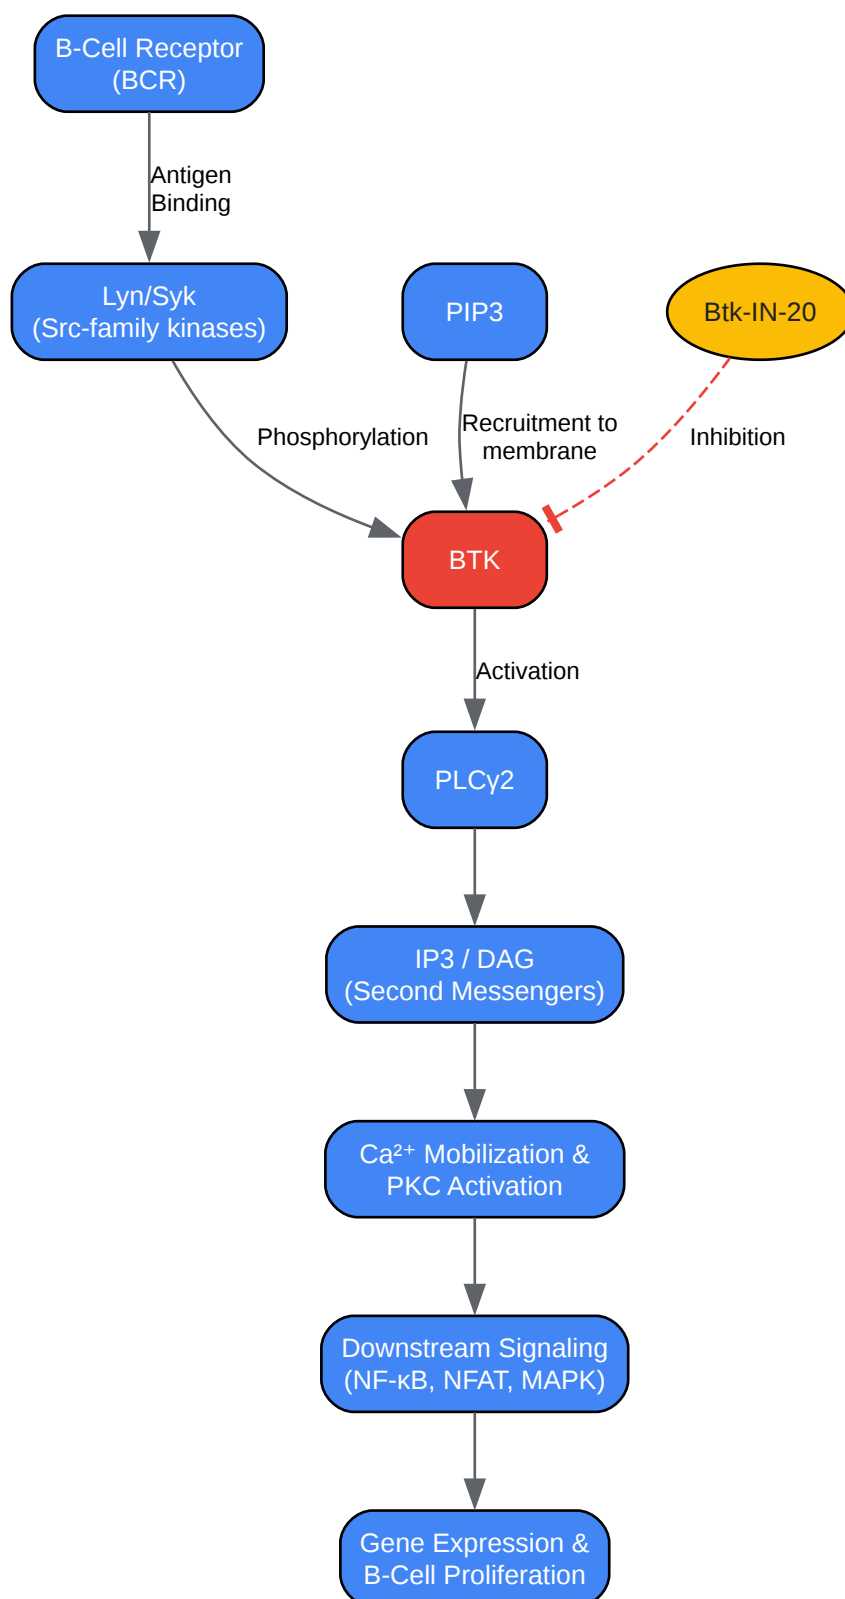 B-Cell Receptor
(BCR)
Antigen
Binding
Lyn/Syk
(Src-family kinases)
PIP3
Btk-IN-20
Phosphorylation
Recruitment to
membrane
Inhibition
BTK
Activation
PLCγ2
IP3 / DAG
(Second Messengers)
Ca²⁺ Mobilization &
PKC Activation
Downstream Signaling
(NF-κB, NFAT, MAPK)
Gene Expression &
B-Cell Proliferation